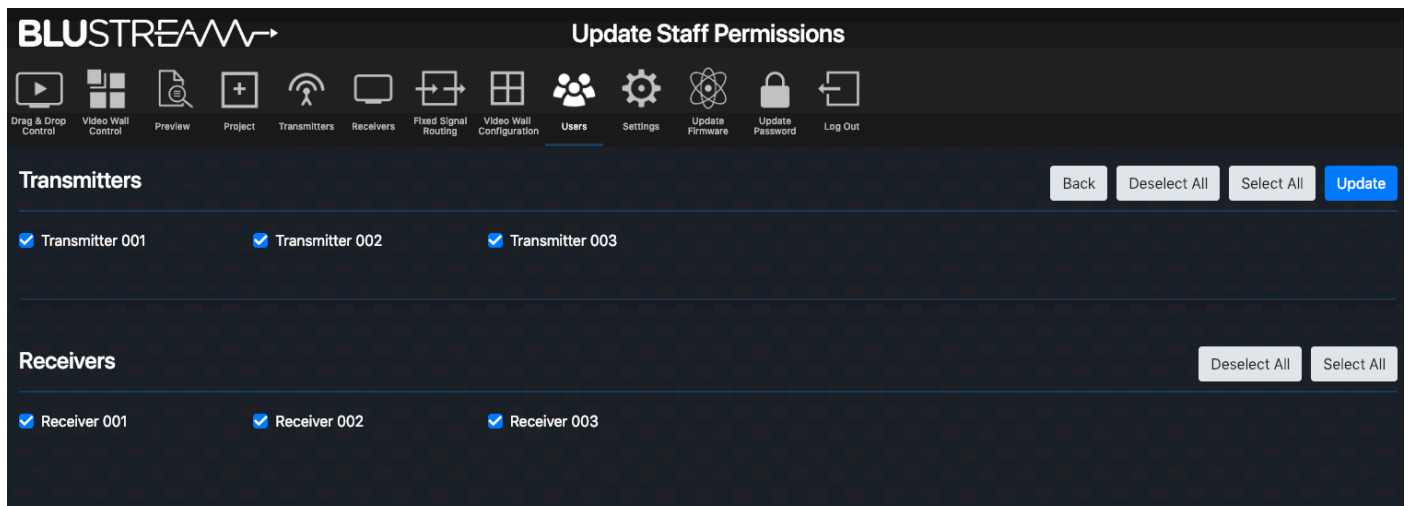 BLUSTREAM
Update Staff Permissions
Drag & Drop Control
Video Wall Control
Preview
Project
Transmitters
Receivers
Fixed Signal Routing
Video Wall Configuration
Users
Settings
Update Firmware
Update Password
Log Out
Transmitters
Back
Deselect All
Select All
Update
Transmitter 001
Transmitter 002
Transmitter 003
Receivers
Deselect All
Select All
Receiver 001
Receiver 002
Receiver 003